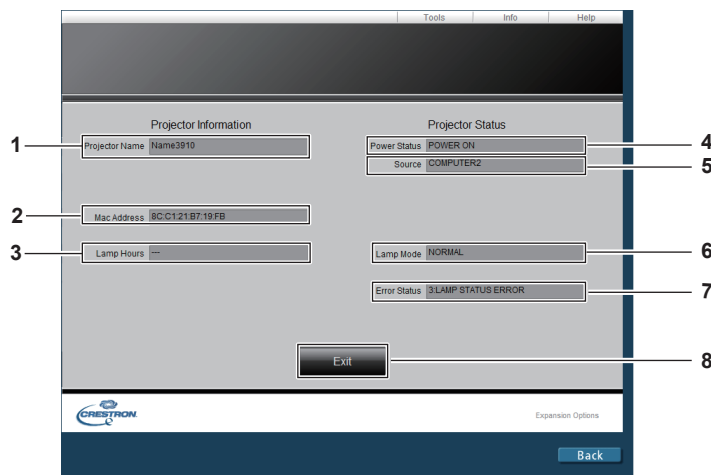 Tools Info Help
Projector Information Projector Status
1 Projector Name Name3910
Power Status POWER ON 4
Source COMPUTER2 5
2 Mac Address 8C:C1:21:B7:19:FB
3 Lamp Hours ---
Lamp Mode NORMAL 6
Error Status 3:LAMP STATUS ERROR 7
Exit 8
CRESTRON. Expansion Options
Back